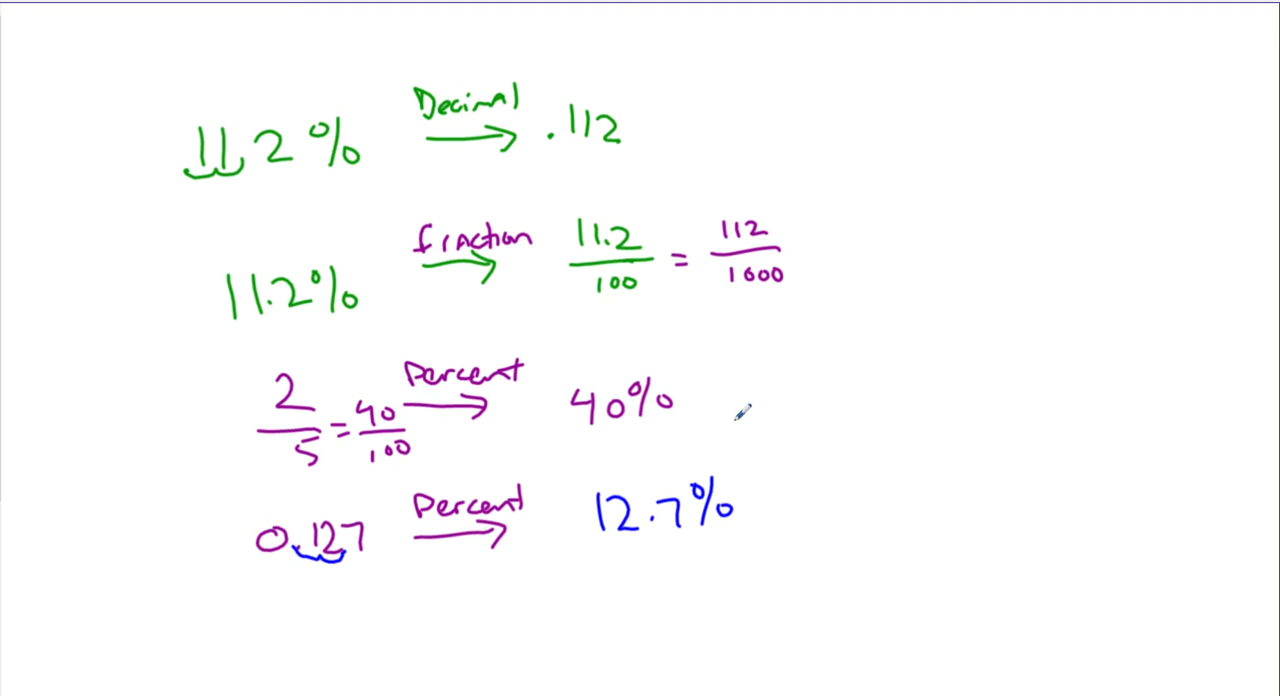 11.2% Decimal → .112
11.2% fraction → 11.2/100 = 112/1000
2/5 = 40/100 Percent → 40%
0.127 Percent → 12.7%